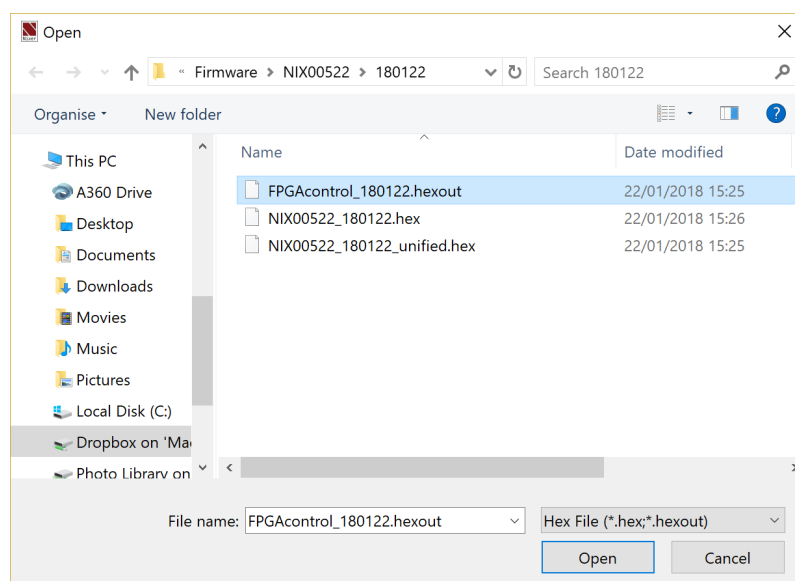 Open
« Firmware > NIX00522 > 180122
Search 180122
Organise
New folder
?
This PC
A360 Drive
Desktop
Documents
Downloads
Movies
Music
Pictures
Local Disk (C:)
Dropbox on 'Mac
Photo Library on
Name Date modified
FPGAcontrol_180122.hexout 22/01/2018 15:25
NIX00522_180122.hex 22/01/2018 15:26
NIX00522_180122_unified.hex 22/01/2018 15:25
File name: FPGAcontrol_180122.hexout Hex File (*.hex;*.hexout)
Open Cancel